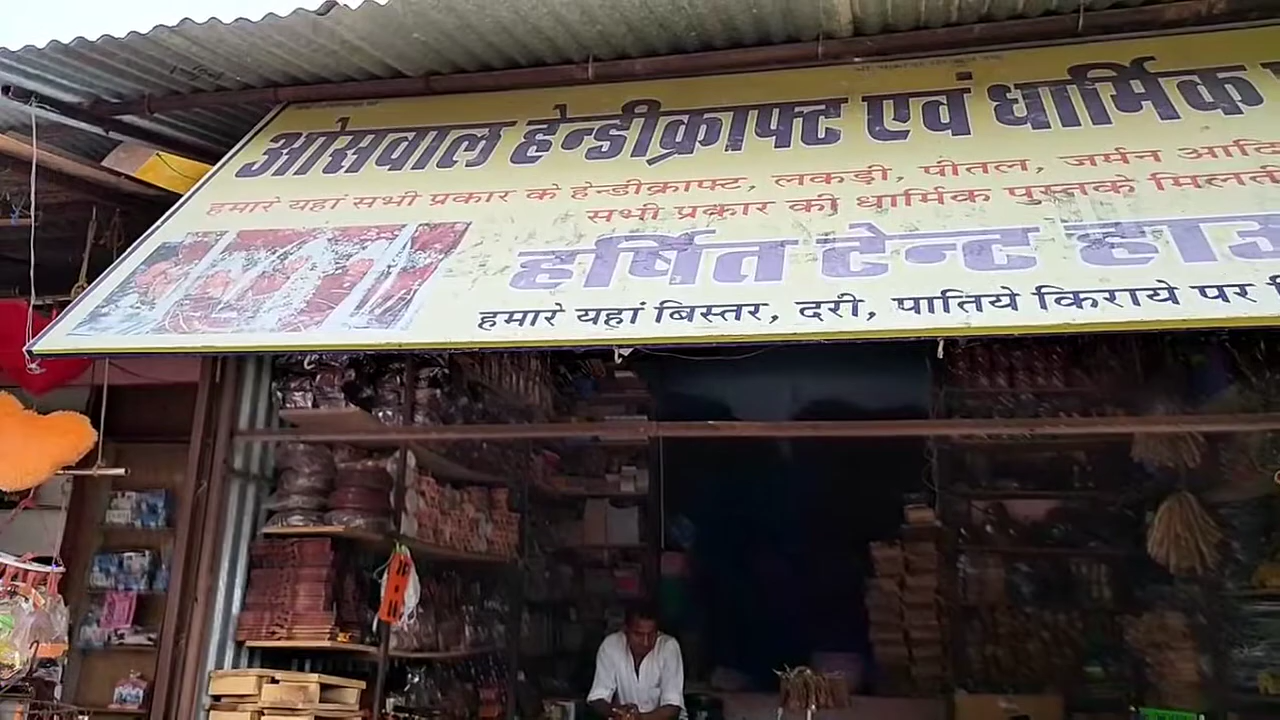 ओसवाल हेन्डीक्राफ्ट एवं धार्मिक
हमारे यहां सभी प्रकार के हेन्डीक्राफ्ट, लकड़ी, पीतल, जर्मन आदि
सभी प्रकार की धार्मिक पुस्तके मिलती
हर्षित टेन्ट हाउ
हमारे यहां बिस्तर, दरी, पातिये किराये पर